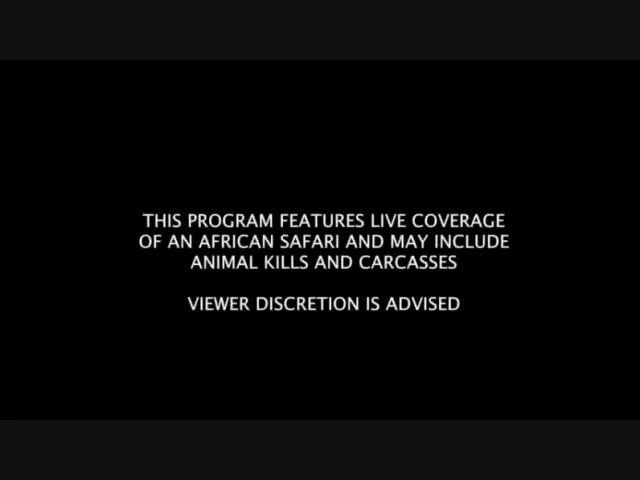 THIS PROGRAM FEATURES LIVE COVERAGE
OF AN AFRICAN SAFARI AND MAY INCLUDE
ANIMAL KILLS AND CARCASSES
VIEWER DISCRETION IS ADVISED